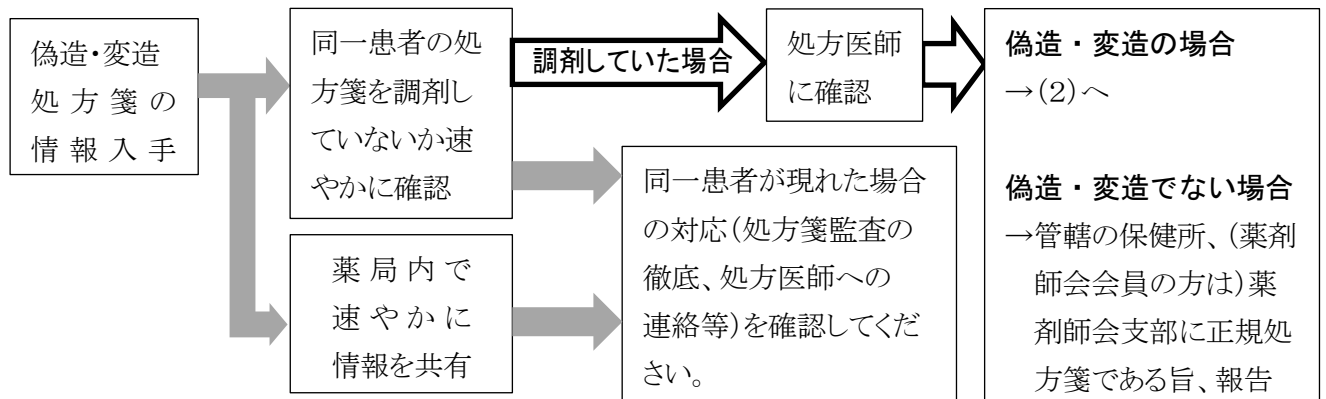 偽造・変造
処方箋の
情報入手
同一患者の処
方箋を調剤し
ていないか速
やかに確認
調剤していた場合
処方医師
に確認
偽造・変造の場合
→(2)へ
偽造・変造でない場合
→管轄の保健所、(薬剤
師会会員の方は)薬
剤師会支部に正規処
方箋である旨、報告
薬局内で
速やかに
情報を共有
同一患者が現れた場合
の対応(処方箋監査の
徹底、処方医師への
連絡等)を確認してくだ
さい。